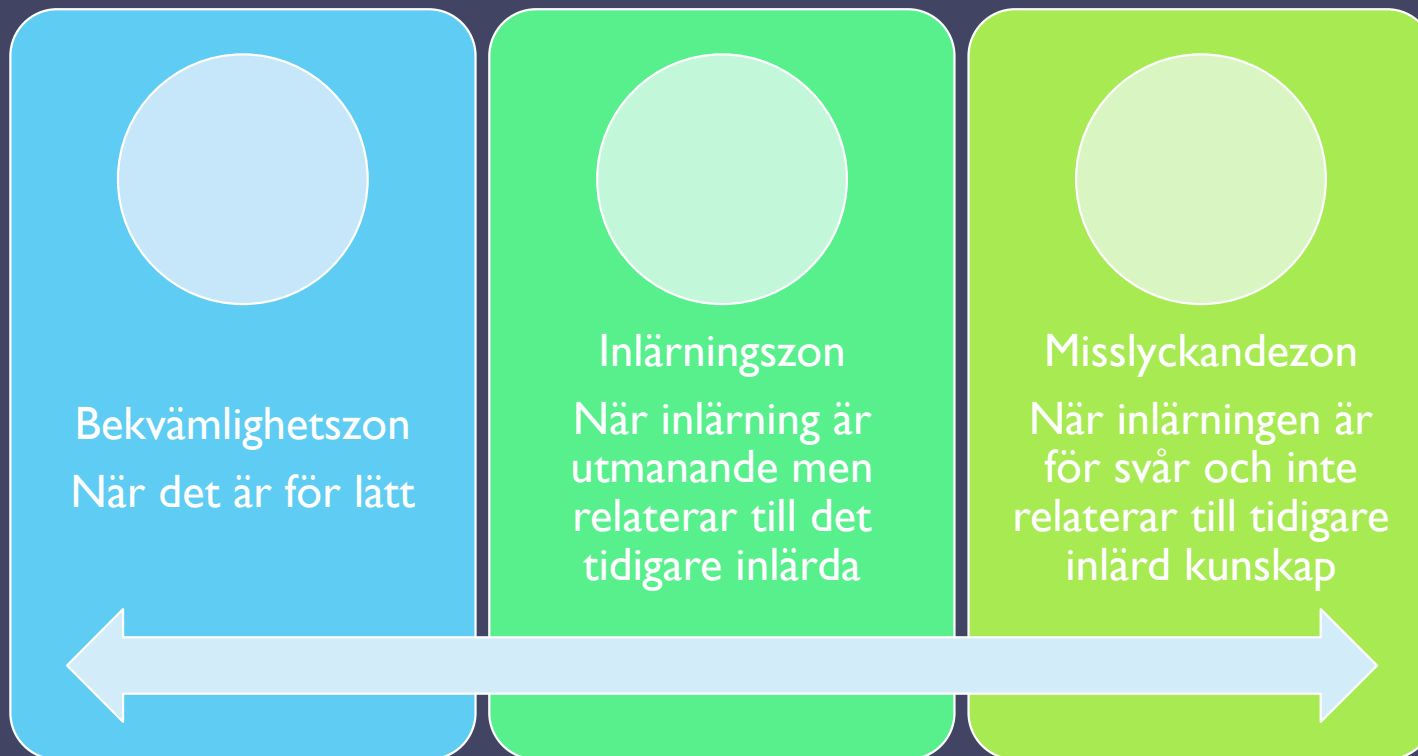 Bekvämlighetszon
När det är för lätt
Inlärningszon
När inlärning är
utmanande men
relaterar till det
tidigare inlärda
Misslyckandezon
När inlärningen är
för svår och inte
relaterar till tidigare
inlärd kunskap